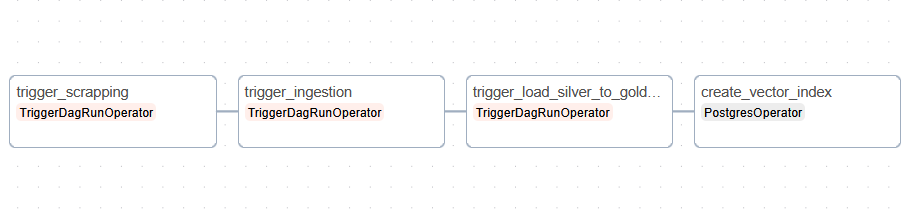 trigger_scrapping
TriggerDagRunOperator
trigger_ingestion
TriggerDagRunOperator
trigger_load_silver_to_gold…
TriggerDagRunOperator
create_vector_index
PostgresOperator